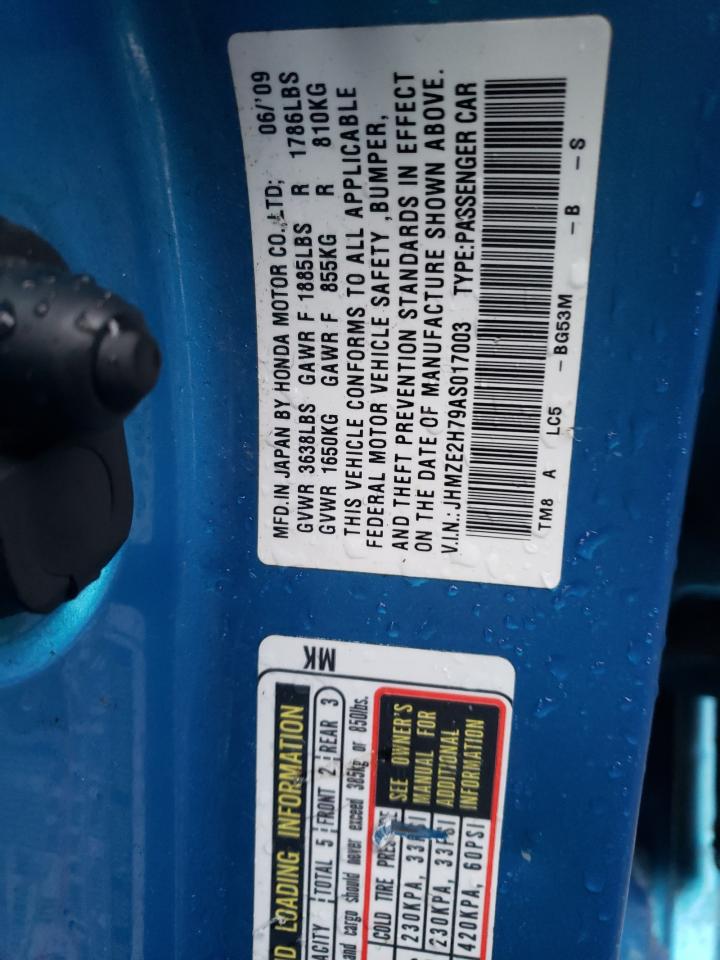 MFD.IN JAPAN BY HONDA MOTOR CO.,LTD; 06/'09
GVWR 3638LBS GAWR F 1885LBS R 1786LBS
GVWR 1650KG GAWR F 855KG R 810KG
THIS VEHICLE CONFORMS TO ALL APPLICABLE
FEDERAL MOTOR VEHICLE SAFETY ,BUMPER,
AND THEFT PREVENTION STANDARDS IN EFFECT
ON THE DATE OF MANUFACTURE SHOWN ABOVE.
V.I.N.:JHMZE2H79AS017003 TYPE:PASSENGER CAR
TM8 A LC5 -BG53M -B -S
MK
LOADING INFORMATION
TOTAL 5 FRONT 2 REAR 3
and cargo should never exceed 385kg or 850lbs.
COLD TIRE
230KPA, 33PSI
230KPA, 33PSI
420KPA, 60PSI
SEE OWNER'S
MANUAL FOR
ADDITIONAL
INFORMATION